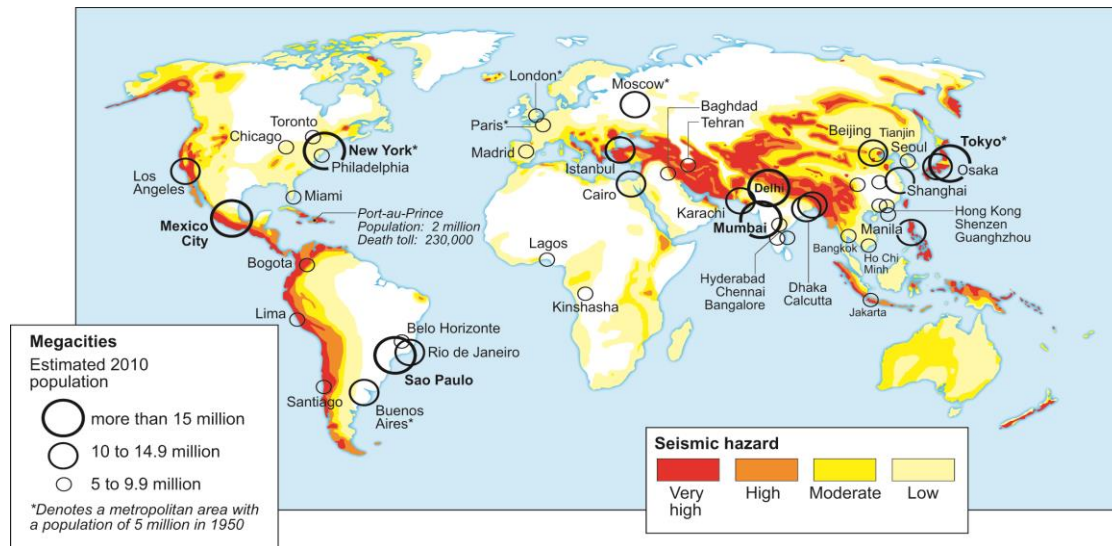 London*
Moscow*
Baghdad
Tehran
Toronto
Chicago
New York*
Philadelphia
Paris*
Madrid
Istanbul
Beijing
Tianjin
Seoul
Tokyo*
Osaka
Los
Angeles
Miami
Cairo
Delhi
Shanghai
Mexico
City
Port-au-Prince
Population: 2 million
Death toll: 230,000
Karachi
Mumbai
Hong Kong
Shenzen
Guanghzhou
Manila
Bogota
Lagos
Bangkok
Ho Chi
Minh
Hyderabad
Chennai
Bangalore
Dhaka
Calcutta
Kinshasha
Jakarta
Lima
Belo Horizonte
Rio de Janeiro
Sao Paulo
Santiago
Buenos
Aires*
Megacities
Estimated 2010
population
more than 15 million
10 to 14.9 million
5 to 9.9 million
*Denotes a metropolitan area with
a population of 5 million in 1950
Seismic hazard
Very
high
High
Moderate
Low